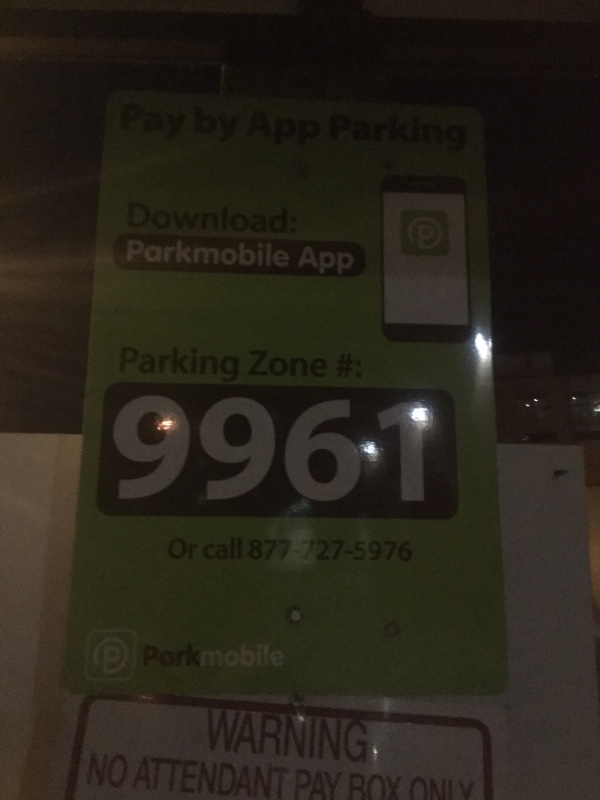 Pay by App Parking
Download:
Parkmobile App
Parking Zone #:
9961
Or call 877-727-5976
Parkmobile
WARNING
NO ATTENDANT PAY BOX ONLY